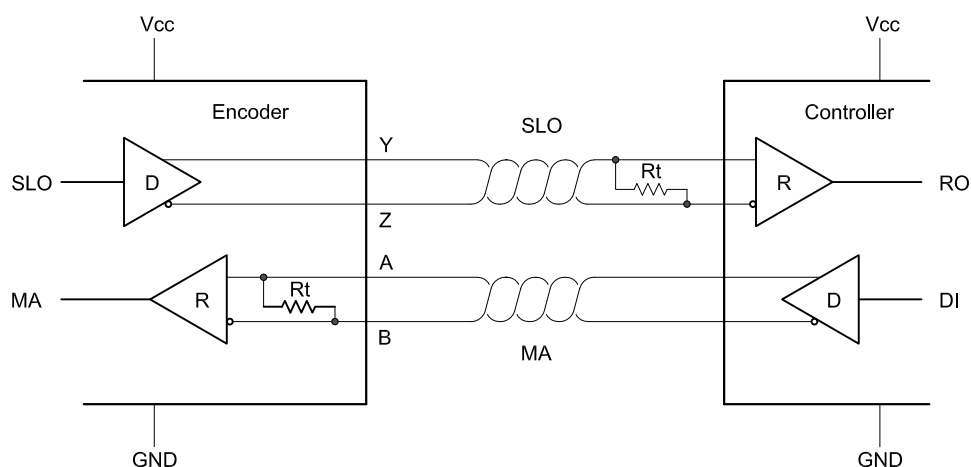 Vcc
Vcc
Encoder
Controller
SLO
Y
SLO
D
Rt
R
RO
Z
A
MA
R
Rt
D
DI
B
MA
GND
GND